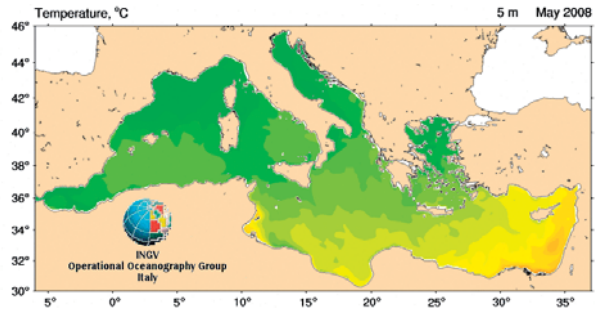 Temperature, °C 5 m May 2008
46°
44°
42°
40°
38°
36°
34°
32°
30°
INGV
Operational Oceanography Group
Italy
5° 0° 5° 10° 15° 20° 25° 30° 35°